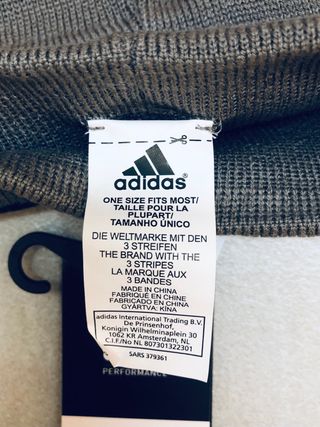 adidas
ONE SIZE FITS MOST/
TAILLE POUR LA
PLUPART/
TAMANHO ÚNICO
DIE WELTMARKE MIT DEN
3 STREIFEN
THE BRAND WITH THE
3 STRIPES
LA MARQUE AUX
3 BANDES
MADE IN CHINA
FABRIQUÉ EN CHINE
FABRICADO EN CHINA
GYÁRTVA: KÍNA
adidas International Trading B.V.
De Prinsenhof,
Konigin Wilhelminaplein 30
1062 KR Amsterdam, NL
C.I.F/No NL 807301322301
SARS 379361
PERFORMANCE